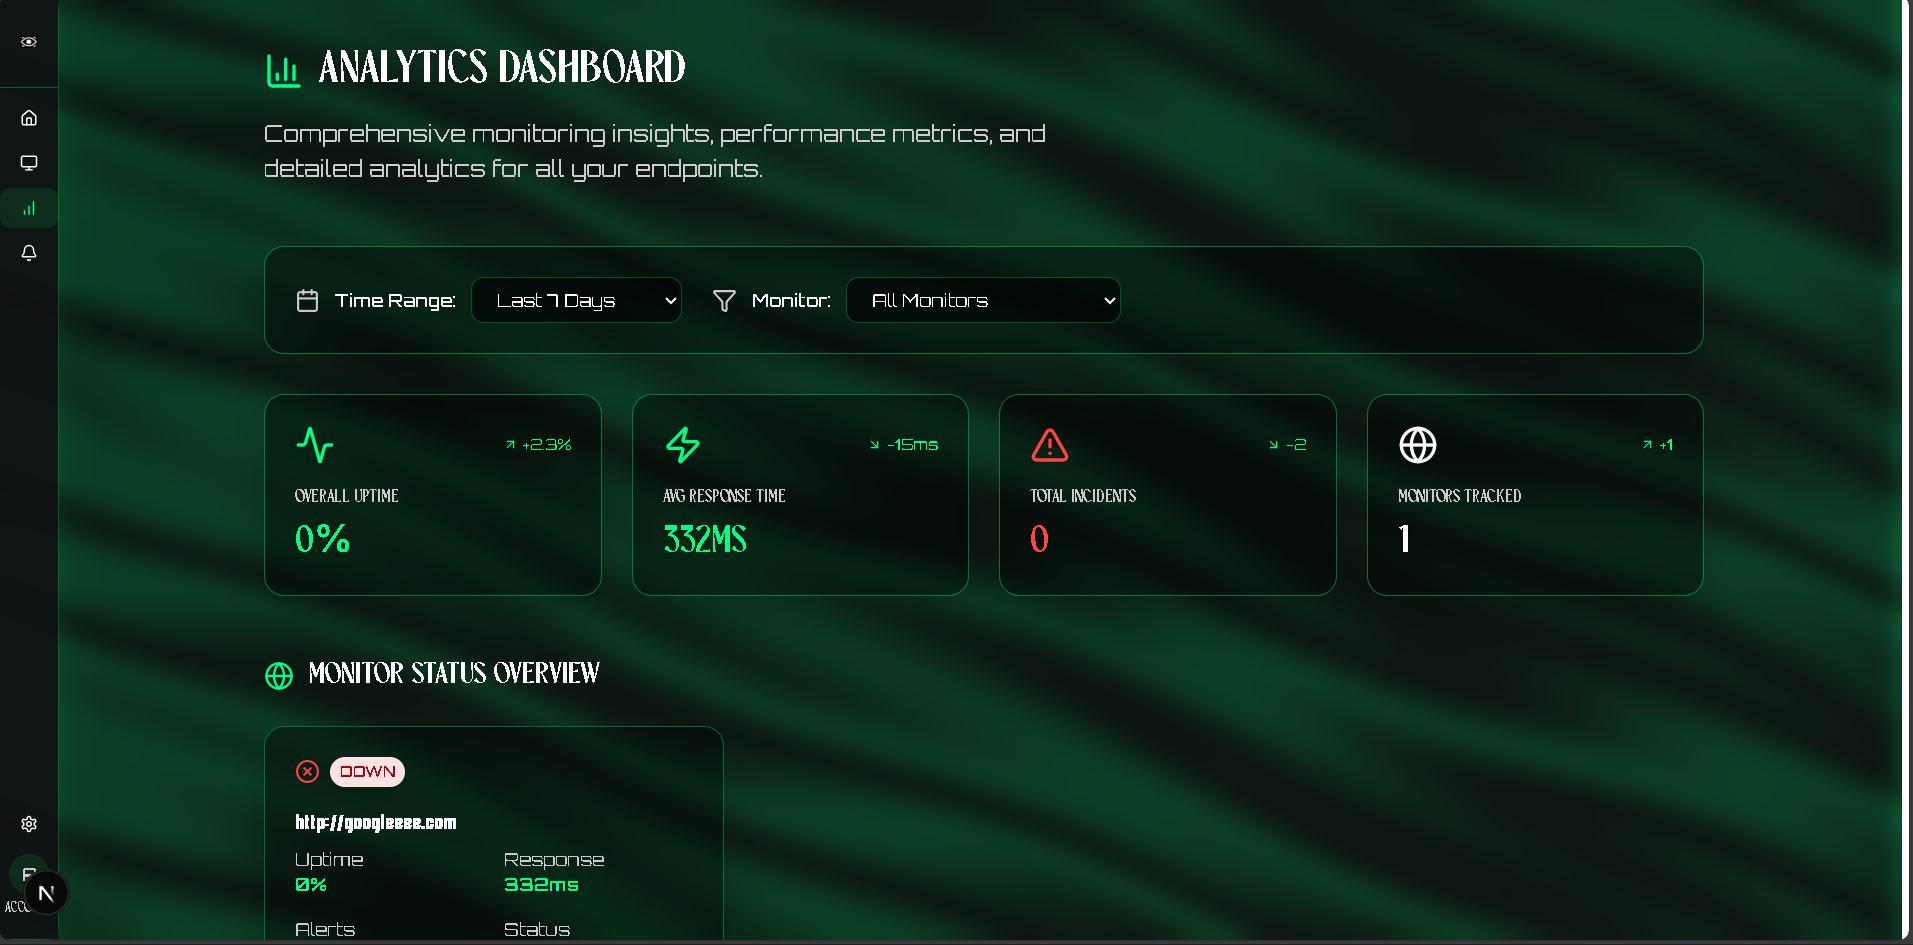 ANALYTICS DASHBOARD
Comprehensive monitoring insights, performance metrics, and
detailed analytics for all your endpoints.
Time Range: Last 7 Days Monitor: All Monitors
+2.3% -15ms -2 +1
OVERALL UPTIME AVG RESPONSE TIME TOTAL INCIDENTS MONITORS TRACKED
0% 332MS 0 1
MONITOR STATUS OVERVIEW
DOWN
http://googleeee.com
Uptime Response
0% 332ms
Alerts Status
N